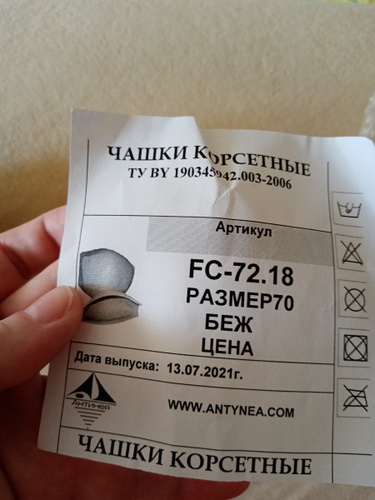 ЧАШКИ КОРСЕТНЫЕ
ТУ BY 190345942.003-2006
Артикул
FC-72.18
РАЗМЕР70
БЕЖ
ЦЕНА
Дата выпуска: 13.07.2021г.
Антиней
WWW.ANTYNEA.COM
ЧАШКИ КОРСЕТНЫЕ